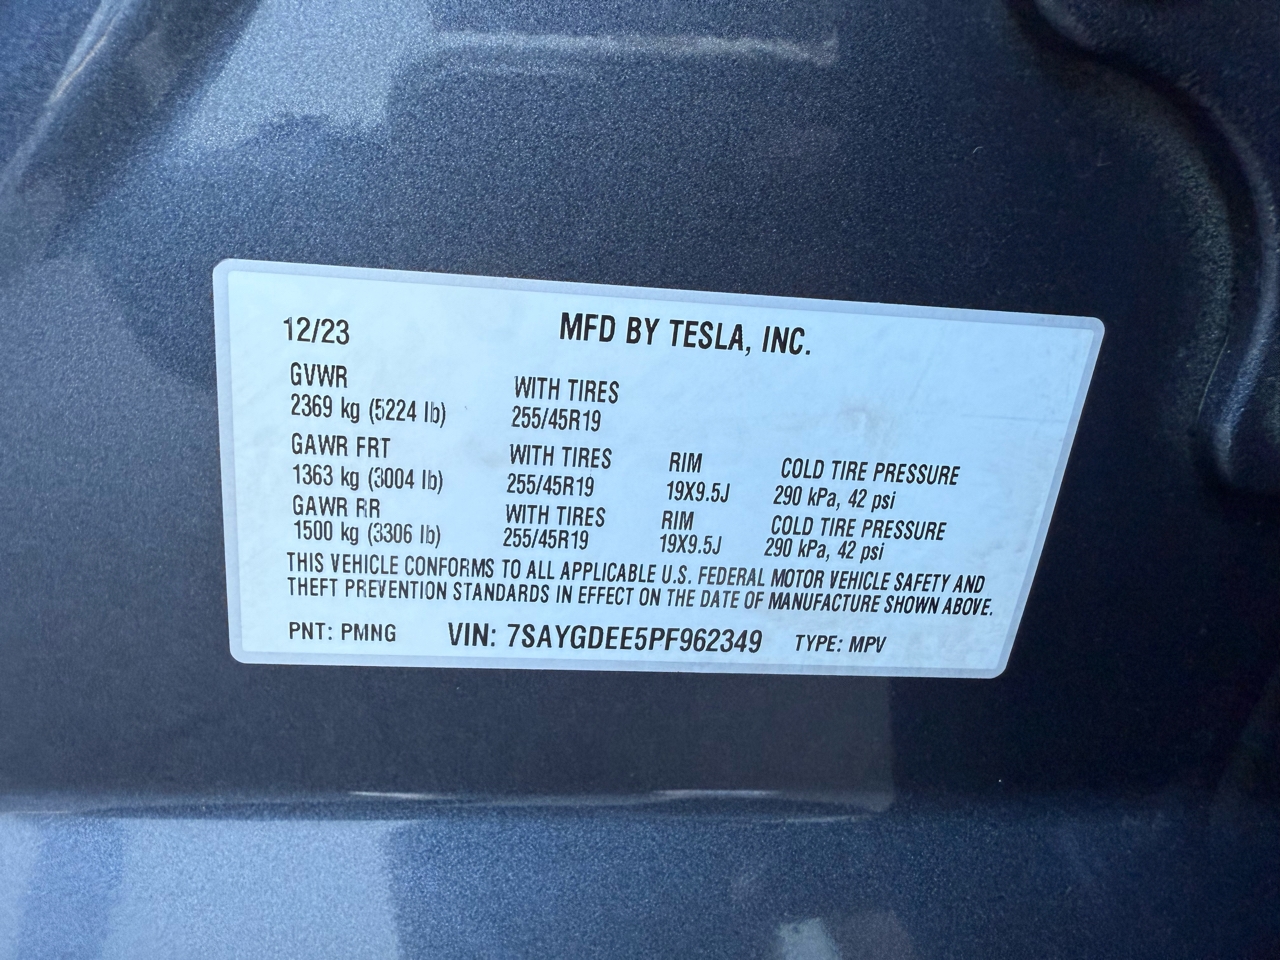 12/23 MFD BY TESLA, INC.
GVWR WITH TIRES
2369 kg (5224 lb) 255/45R19
GAWR FRT WITH TIRES RIM COLD TIRE PRESSURE
1363 kg (3004 lb) 255/45R19 19X9.5J 290 kPa, 42 psi
GAWR RR WITH TIRES RIM COLD TIRE PRESSURE
1500 kg (3306 lb) 255/45R19 19X9.5J 290 kPa, 42 psi
THIS VEHICLE CONFORMS TO ALL APPLICABLE U.S. FEDERAL MOTOR VEHICLE SAFETY AND
THEFT PREVENTION STANDARDS IN EFFECT ON THE DATE OF MANUFACTURE SHOWN ABOVE.
PNT: PMNG VIN: 7SAYGDEE5PF962349 TYPE: MPV